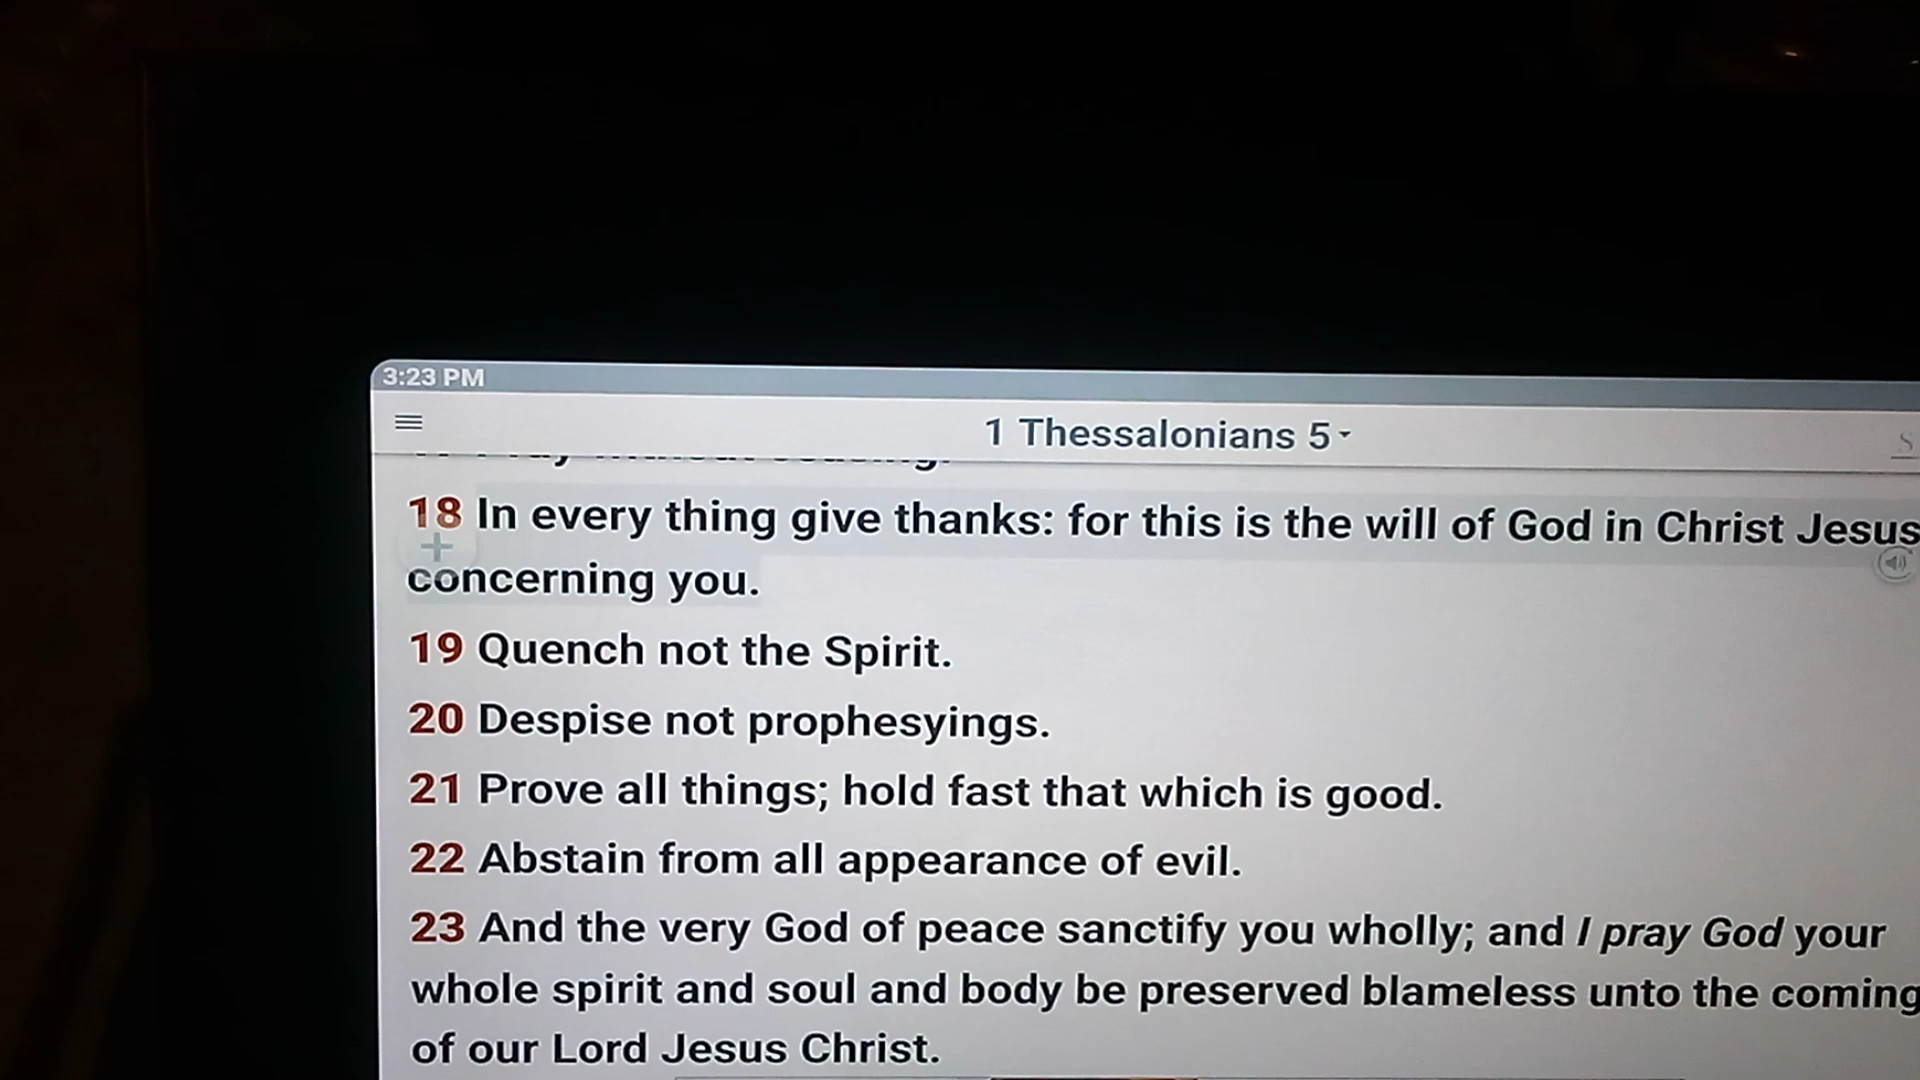 3:23 PM
1 Thessalonians 5
18 In every thing give thanks: for this is the will of God in Christ Jesus
concerning you.
19 Quench not the Spirit.
20 Despise not prophesyings.
21 Prove all things; hold fast that which is good.
22 Abstain from all appearance of evil.
23 And the very God of peace sanctify you wholly; and I pray God your
whole spirit and soul and body be preserved blameless unto the coming
of our Lord Jesus Christ.